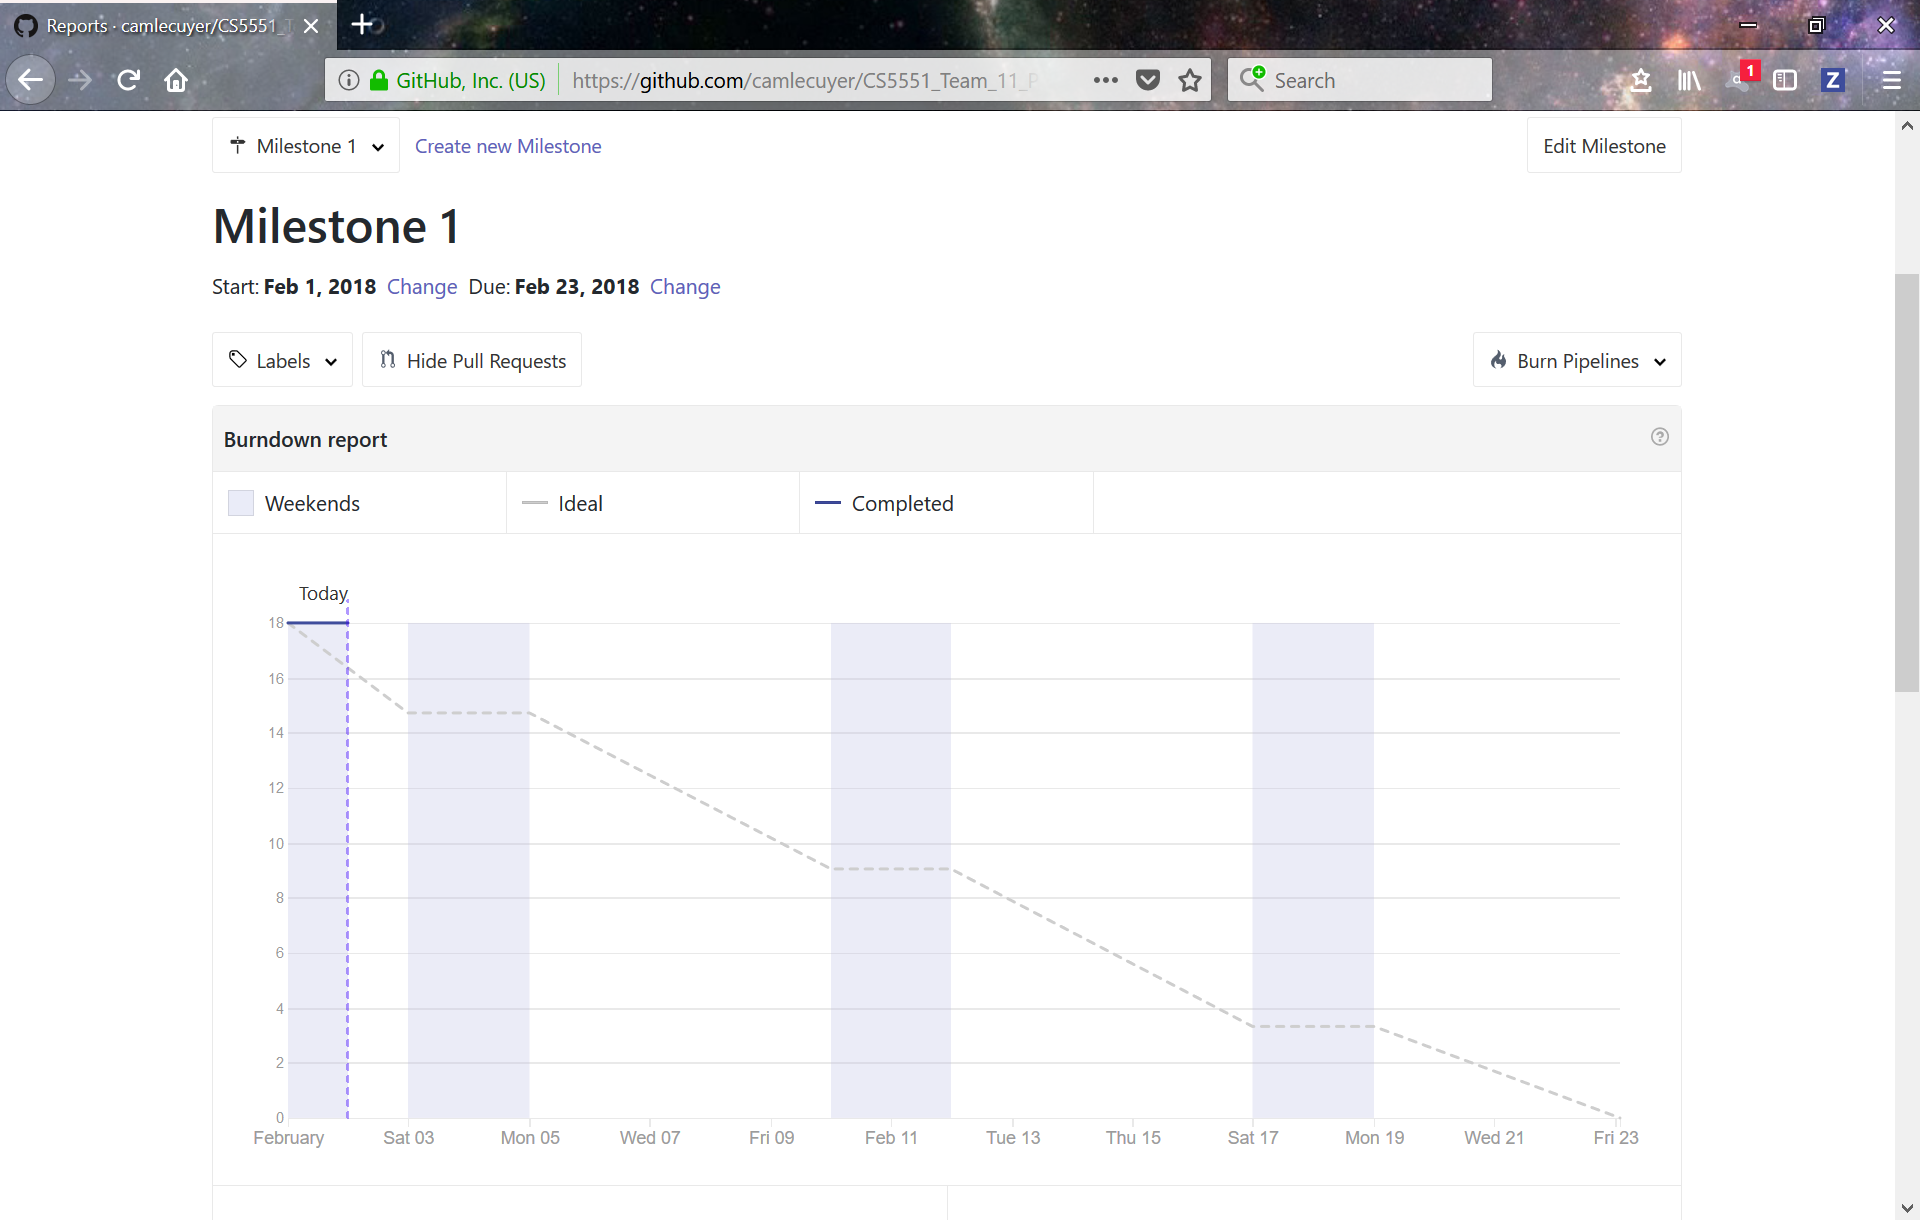 Reports · camlecuyer/CS5551_T
GitHub, Inc. (US) https://github.com/camlecuyer/CS5551_Team_11_P Search 1 Z
Milestone 1 Create new Milestone Edit Milestone
Milestone 1
Start: Feb 1, 2018 Change Due: Feb 23, 2018 Change
Labels Hide Pull Requests Burn Pipelines
Burndown report
Weekends Ideal Completed
Today
18
16
14
12
10
8
6
4
2
0
February Sat 03 Mon 05 Wed 07 Fri 09 Feb 11 Tue 13 Thu 15 Sat 17 Mon 19 Wed 21 Fri 23